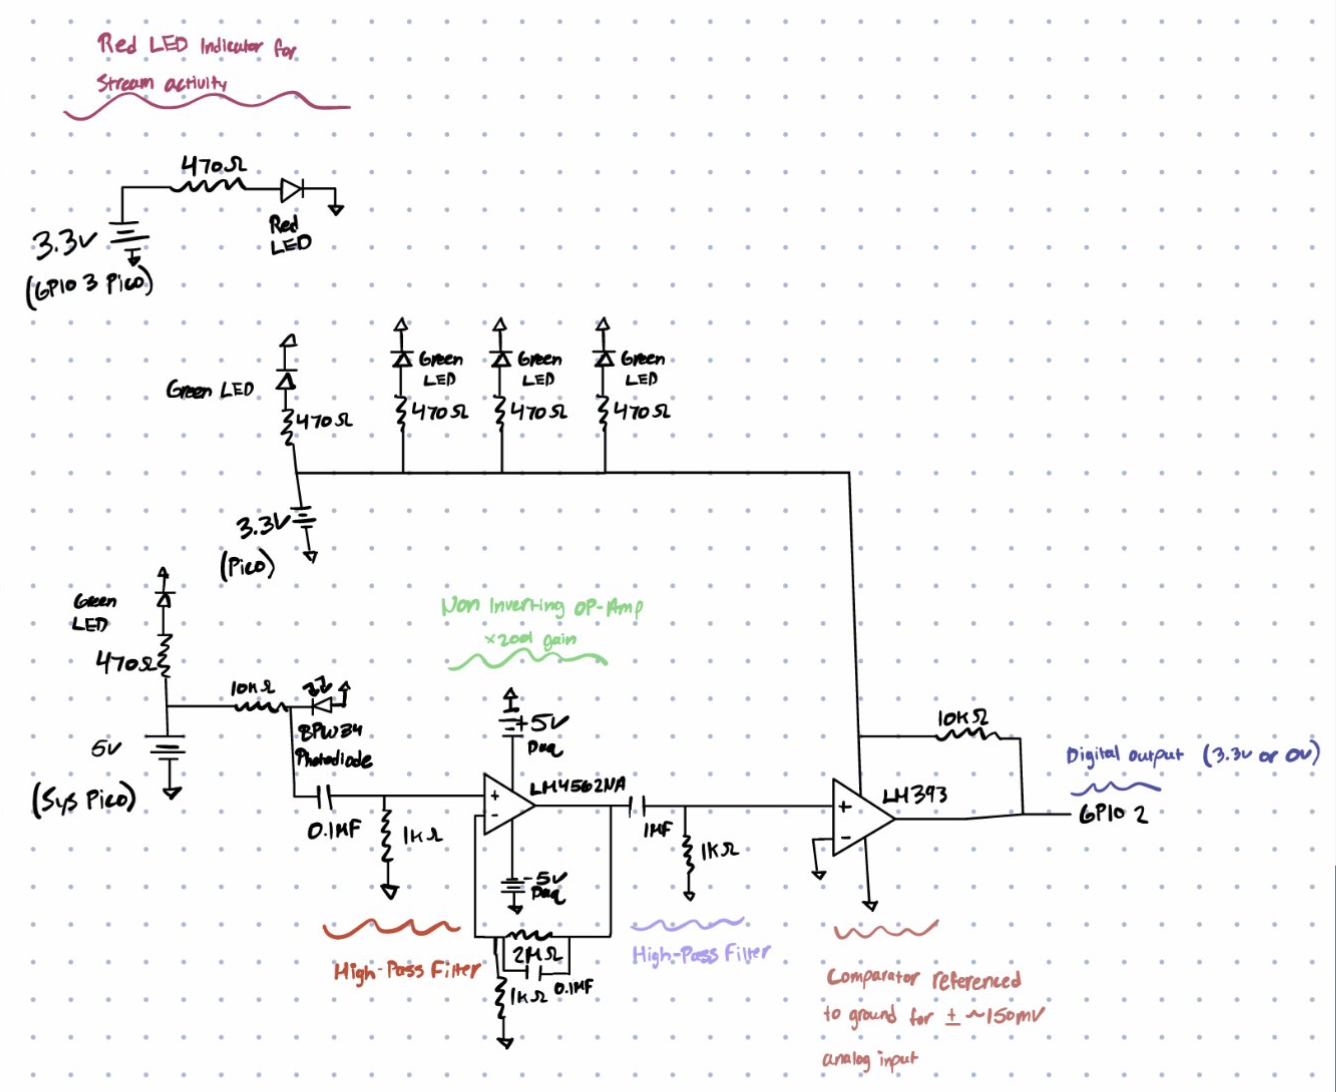 Red LED Indicator for
Stream activity
470Ω
Red
LED
3.3v
(GPIO 3 Pico)
Green LED
470Ω
Green
LED
470Ω
Green
LED
470Ω
Green
LED
470Ω
3.3V
(Pico)
Green
LED
470Ω
10KΩ
BPW34
Photodiode
5v
(Sys Pico)
0.1MF
1KΩ
High-Pass Filter
Non Inverting OP-Amp
×2001 gain
+5V
Daq
LM4562NA
+
-
-5V
Daq
2MΩ
0.1MF
1KΩ
1MF
1KΩ
High-Pass Filter
10KΩ
LM393
+
-
Digital output (3.3v or 0v)
GPIO 2
Comparator referenced
to ground for ± ~150mV
analog input